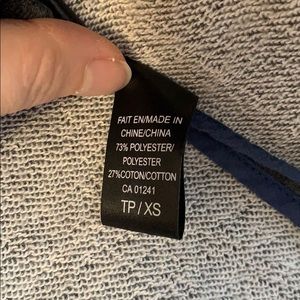 FAIT EN/MADE IN
CHINE/CHINA
73% POLYESTER/
POLYESTER
27%COTON/COTTON
CA 01241
TP / XS